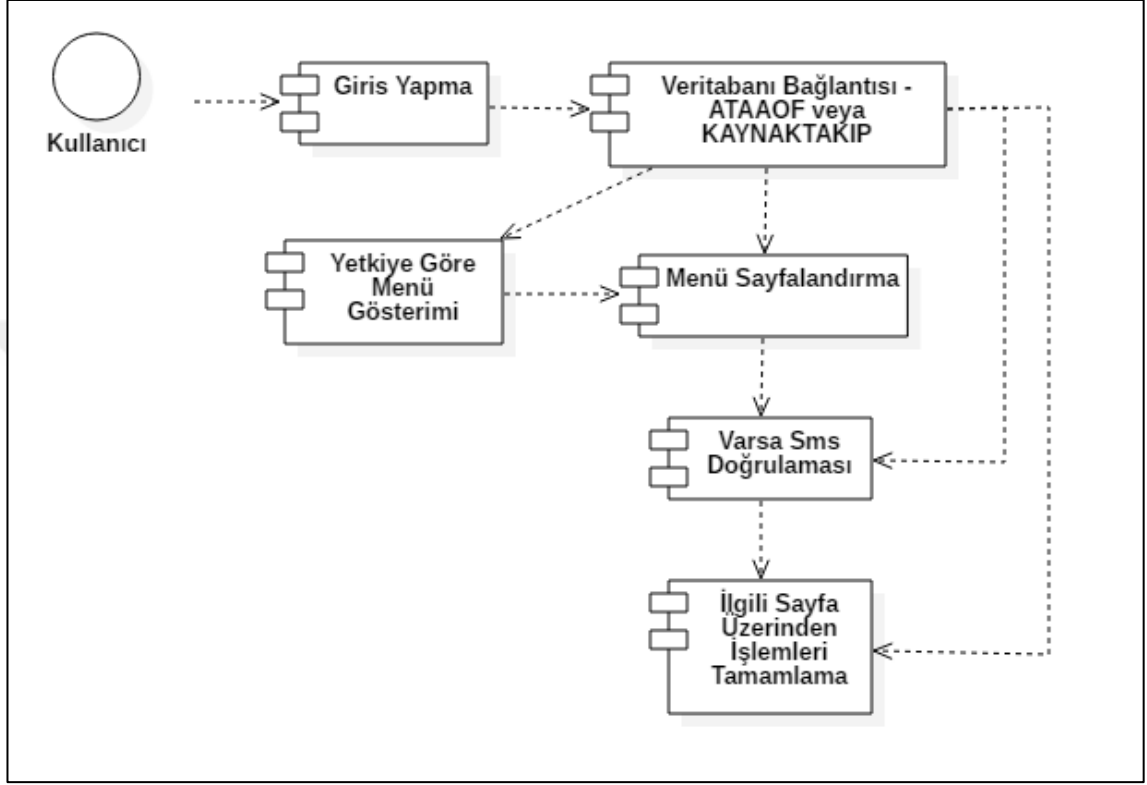 Kullanıcı
Giris Yapma
Veritabanı Bağlantısı -
ATAAOF veya
KAYNAKTAKIP
Yetkiye Göre
Menü
Gösterimi
Menü Sayfalandırma
Varsa Sms
Doğrulaması
İlgili Sayfa
Üzerinden
İşlemleri
Tamamlama